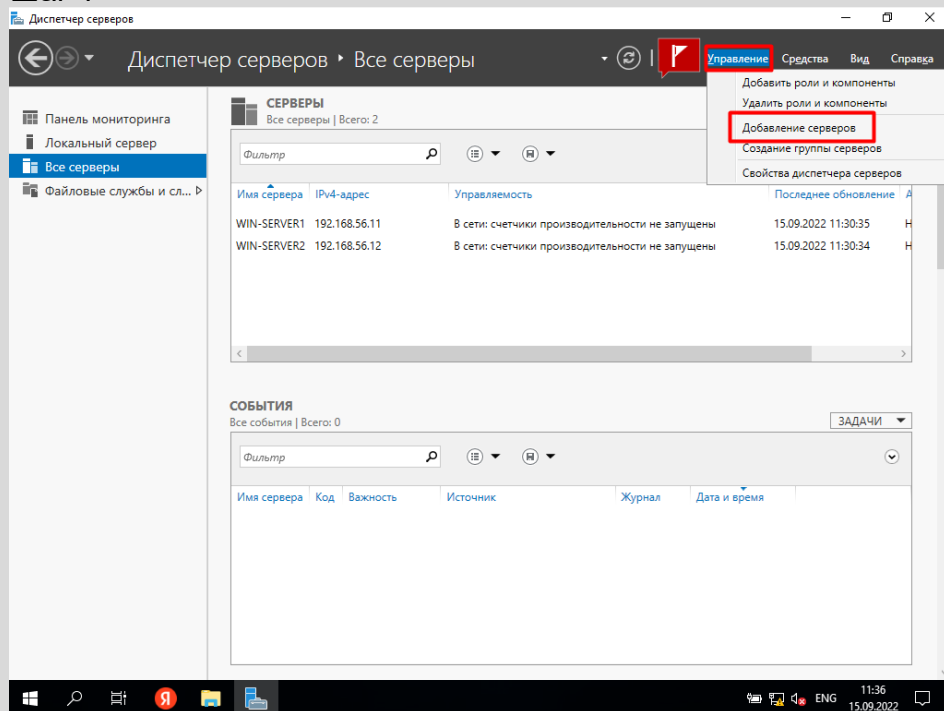 Диспетчер серверов
Диспетчер серверов • Все серверы
Управление Средства Вид Справка
Добавить роли и компоненты
Удалить роли и компоненты
Добавление серверов
Создание группы серверов
Свойства диспетчера серверов
Панель мониторинга
Локальный сервер
Все серверы
Файловые службы и сл...
СЕРВЕРЫ
Все серверы | Всего: 2
Фильтр
Имя сервера IPv4-адрес Управляемость Последнее обновление А
WIN-SERVER1 192.168.56.11 В сети: счетчики производительности не запущены 15.09.2022 11:30:35 Н
WIN-SERVER2 192.168.56.12 В сети: счетчики производительности не запущены 15.09.2022 11:30:34 Н
СОБЫТИЯ
Все события | Всего: 0
ЗАДАЧИ
Фильтр
Имя сервера Код Важность Источник Журнал Дата и время
Я
ENG
11:36
15.09.2022